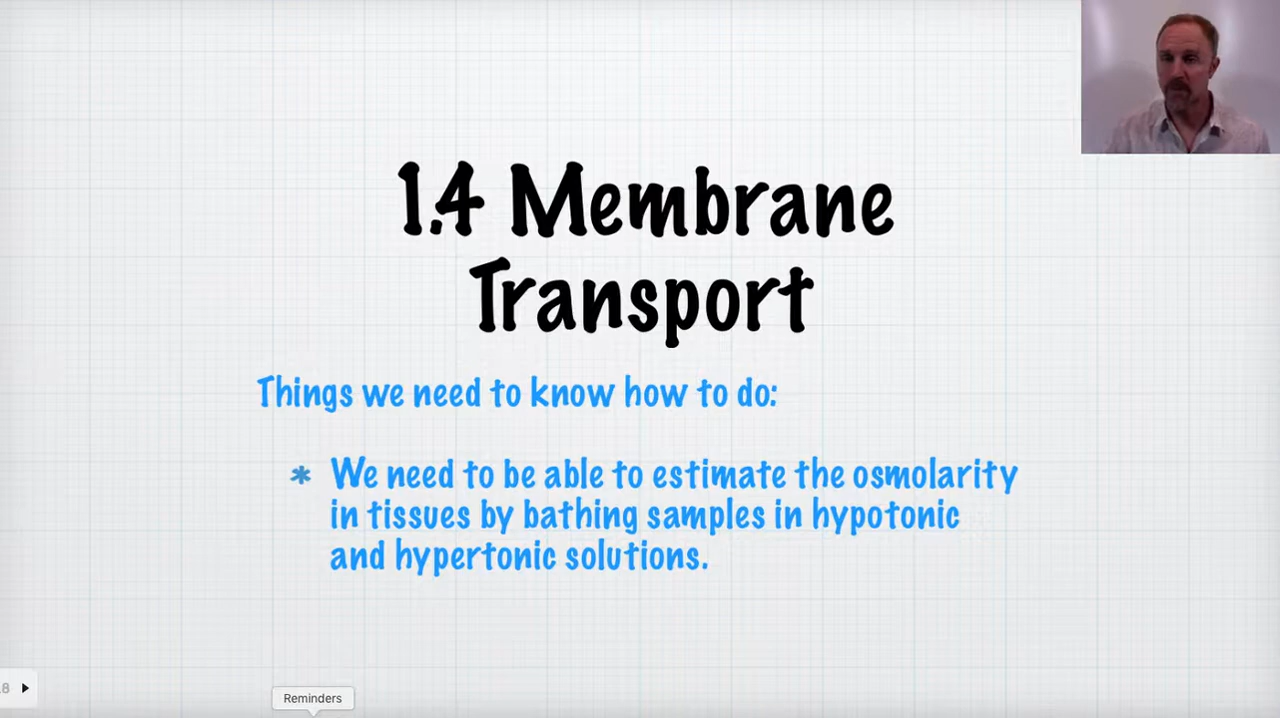 1.4 Membrane
Transport
Things we need to know how to do:
* We need to be able to estimate the osmolarity
in tissues by bathing samples in hypotonic
and hypertonic solutions.
8
Reminders